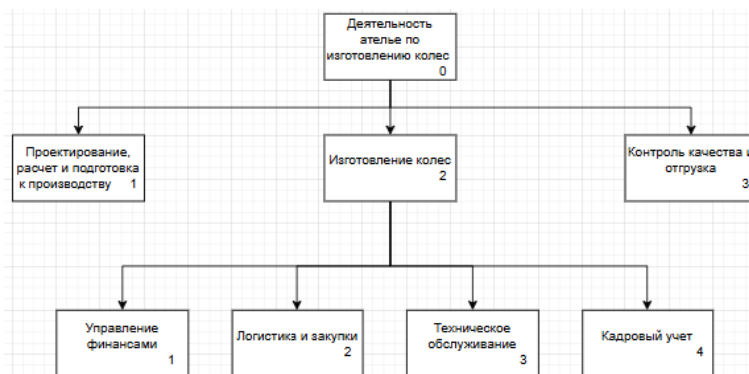 Деятельность
ателье по
изготовлению колес
0
Проектирование,
расчет и подготовка
к производству 1
Изготовление колес
2
Контроль качества и
отгрузка
3
Управление
финансами
1
Логистика и закупки
2
Техническое
обслуживание
3
Кадровый учет
4